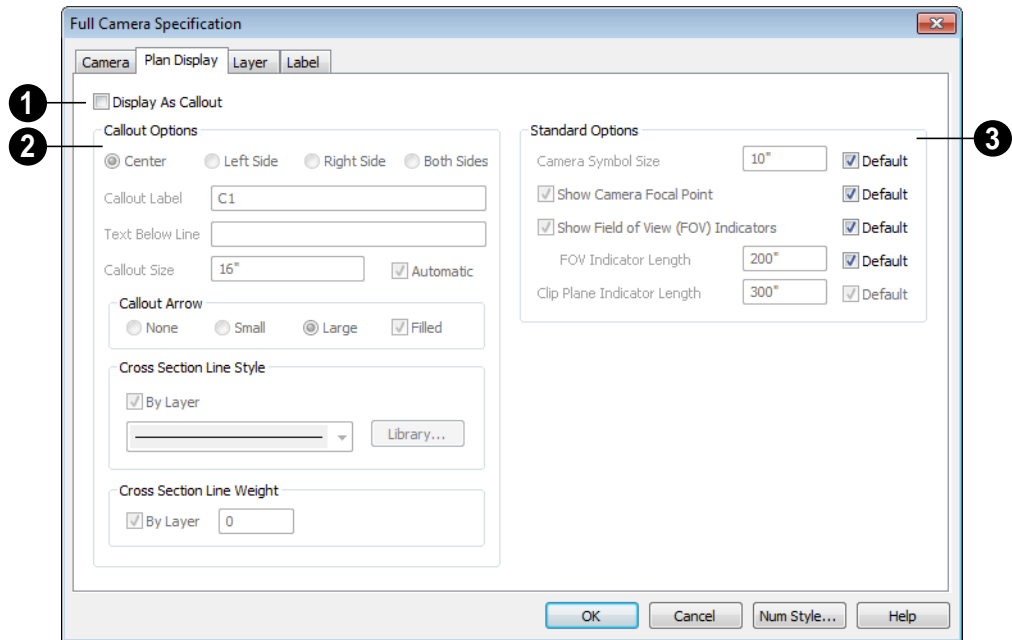 Full Camera Specification
Camera Plan Display Layer Label
1 Display As Callout
2 Callout Options
Center Left Side Right Side Both Sides
Callout Label C1
Text Below Line
Callout Size 16" Automatic
Callout Arrow
None Small Large Filled
Cross Section Line Style
By Layer
Library...
Cross Section Line Weight
By Layer 0
Standard Options 3
Camera Symbol Size 10" Default
Show Camera Focal Point Default
Show Field of View (FOV) Indicators Default
FOV Indicator Length 200" Default
Clip Plane Indicator Length 300" Default
OK Cancel Num Style... Help